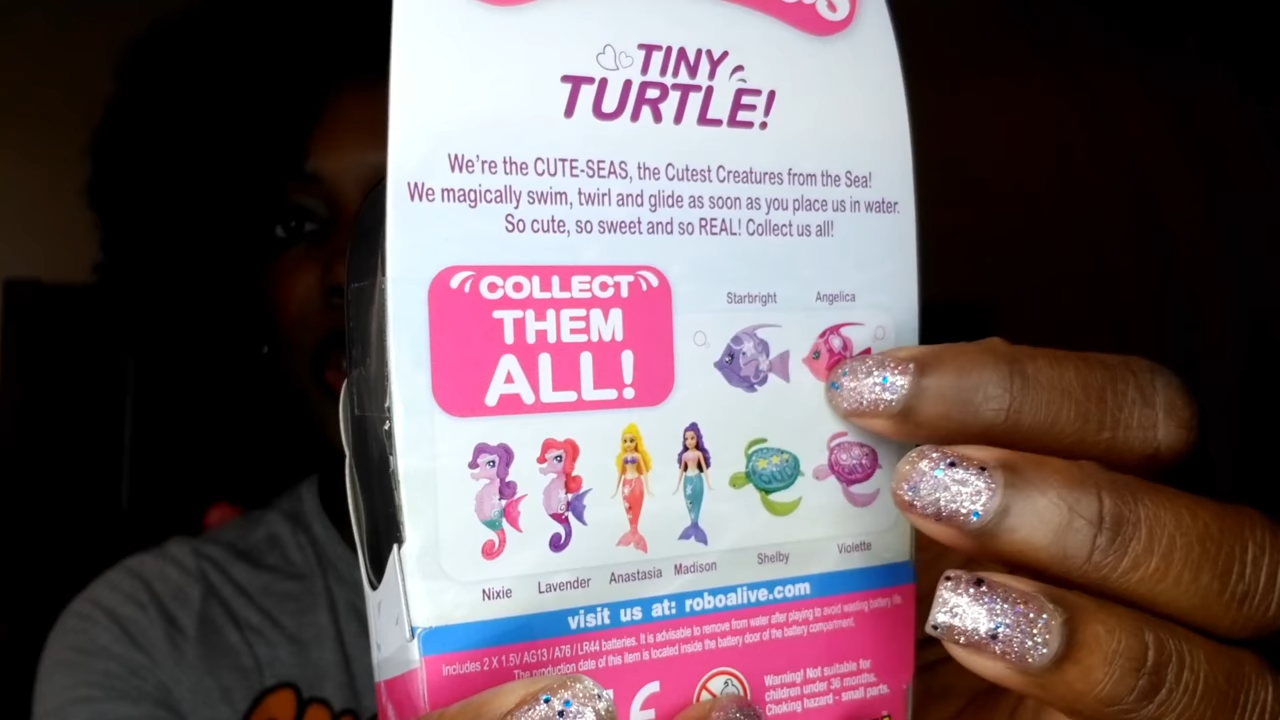 TINY
TURTLE!
We're the CUTE-SEAS, the Cutest Creatures from the Sea!
We magically swim, twirl and glide as soon as you place us in water.
So cute, so sweet and so REAL! Collect us all!
COLLECT
THEM
ALL!
Starbright Angelica
Nixie Lavender Anastasia Madison Shelby Violette
visit us at: roboalive.com
Includes 2 X 1.5V AG13 / A76 / LR44 batteries. It is advisable to remove from water after playing to avoid wasting battery life.
The production date of this item is located inside the battery door of the battery compartment.
Warning! Not suitable for
children under 36 months.
Choking hazard - small parts.